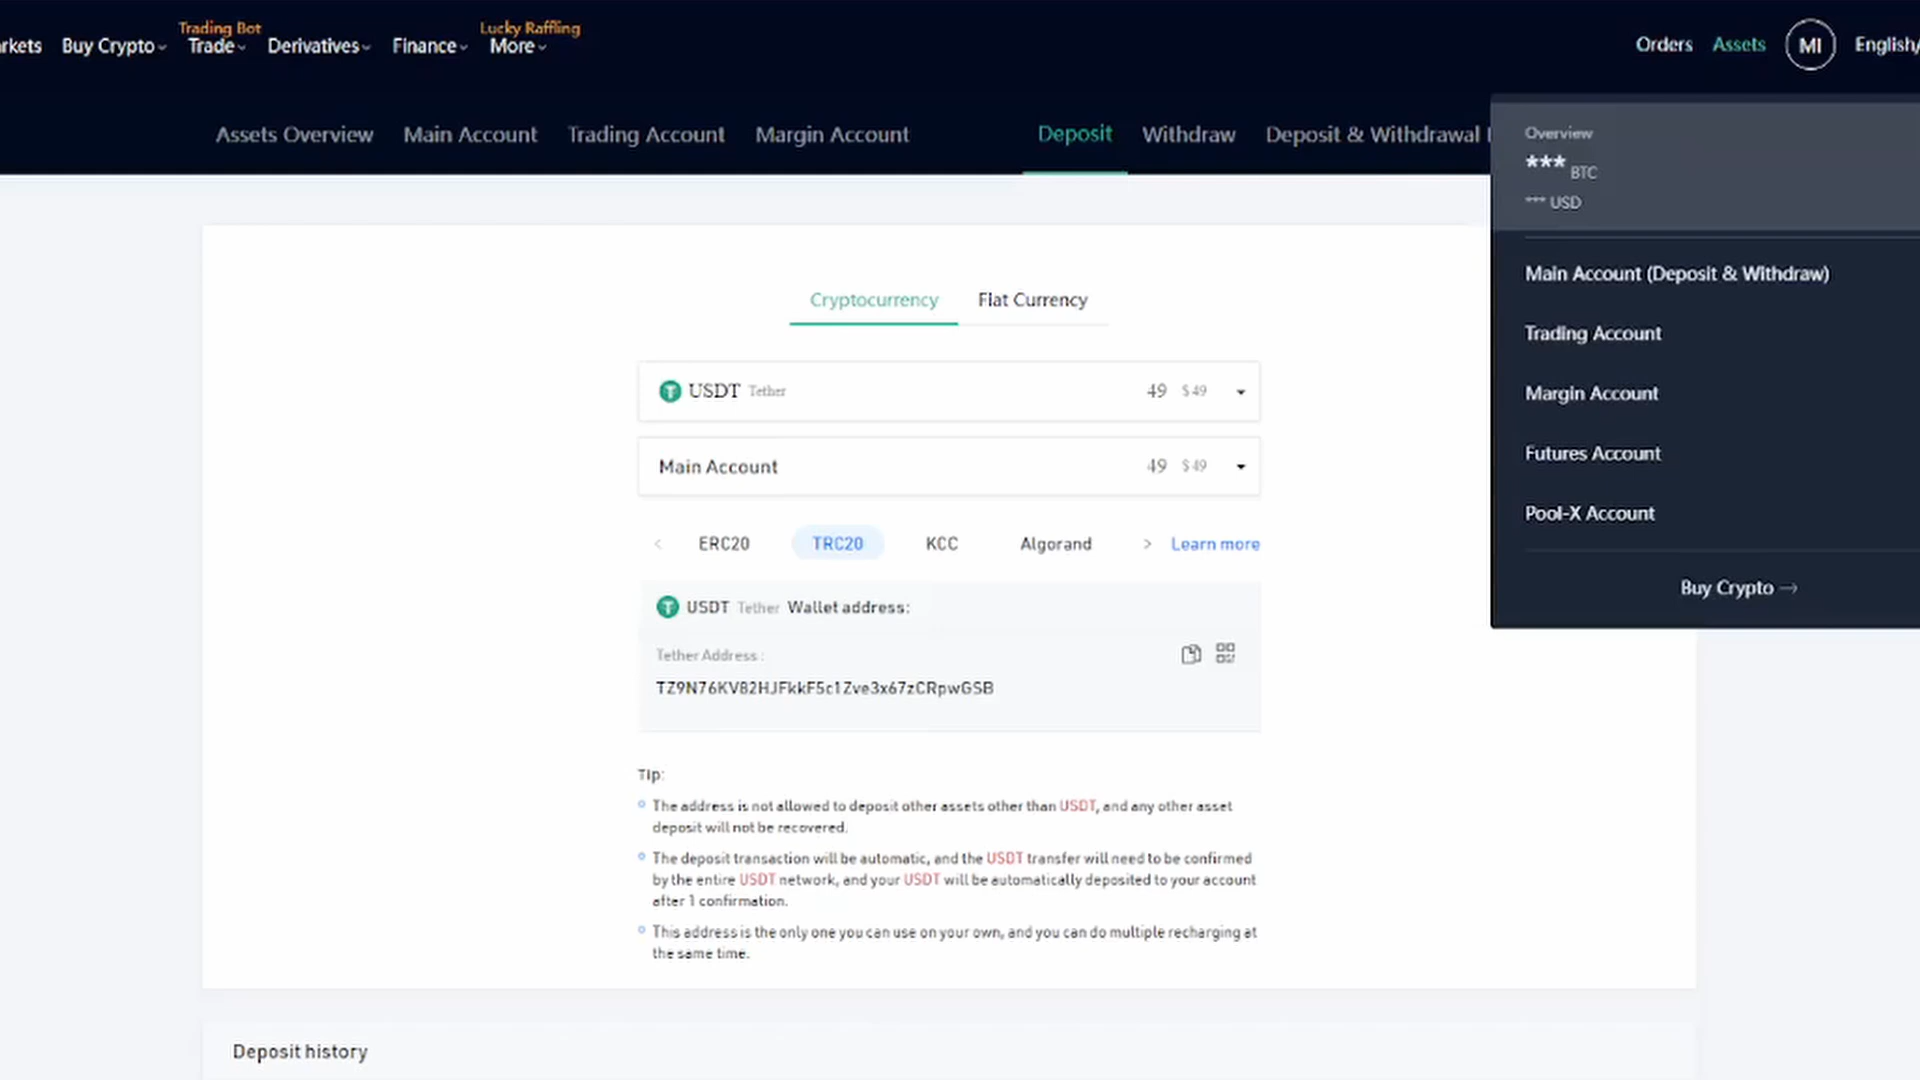 Trading Bot Lucky Raffling
rkets Buy Crypto Trade Derivatives Finance More Orders Assets MI English/
Assets Overview Main Account Trading Account Margin Account Deposit Withdraw Deposit & Withdrawal
Overview
*** BTC
*** USD
Main Account (Deposit & Withdraw)
Trading Account
Margin Account
Futures Account
Pool-X Account
Buy Crypto →
Cryptocurrency Fiat Currency
USDT Tether 49 $ 49
Main Account 49 $ 49
< ERC20 TRC20 KCC Algorand > Learn more
USDT Tether Wallet address:
Tether Address :
TZ9N76KV82HJFkkF5c1Zve3x67zCRpwGSB
Tip:
The address is not allowed to deposit other assets other than USDT, and any other asset
deposit will not be recovered.
The deposit transaction will be automatic, and the USDT transfer will need to be confirmed
by the entire USDT network, and your USDT will be automatically deposited to your account
after 1 confirmation.
This address is the only one you can use on your own, and you can do multiple recharging at
the same time.
Deposit history